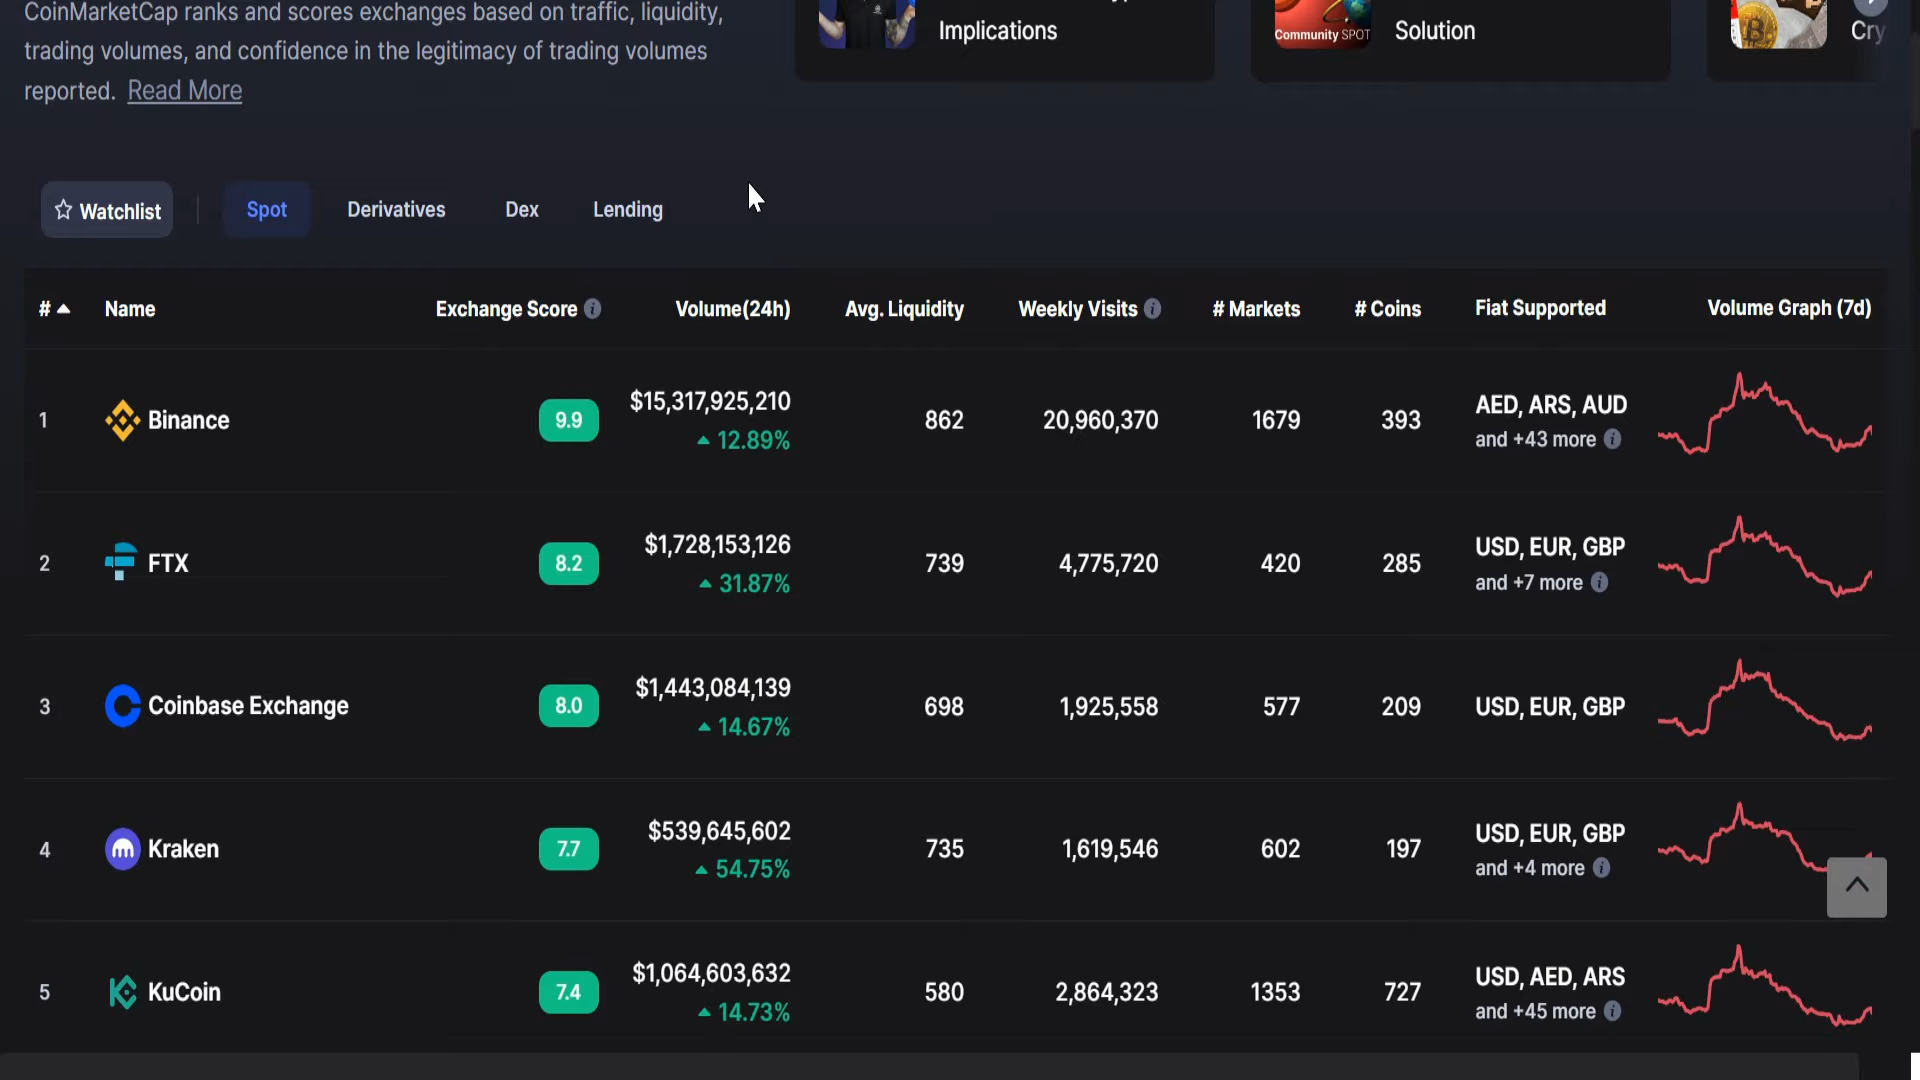 CoinMarketCap ranks and scores exchanges based on traffic, liquidity,
trading volumes, and confidence in the legitimacy of trading volumes
reported. Read More
Implications
Community SPOT
Solution
Cry
Watchlist
Spot
Derivatives
Dex
Lending
# Name Exchange Score Volume(24h) Avg. Liquidity Weekly Visits # Markets # Coins Fiat Supported Volume Graph (7d)
1 Binance 9.9 $15,317,925,210 862 20,960,370 1679 393 AED, ARS, AUD
12.89% and +43 more
2 FTX 8.2 $1,728,153,126 739 4,775,720 420 285 USD, EUR, GBP
31.87% and +7 more
3 Coinbase Exchange 8.0 $1,443,084,139 698 1,925,558 577 209 USD, EUR, GBP
14.67%
4 Kraken 7.7 $539,645,602 735 1,619,546 602 197 USD, EUR, GBP
54.75% and +4 more
5 KuCoin 7.4 $1,064,603,632 580 2,864,323 1353 727 USD, AED, ARS
14.73% and +45 more